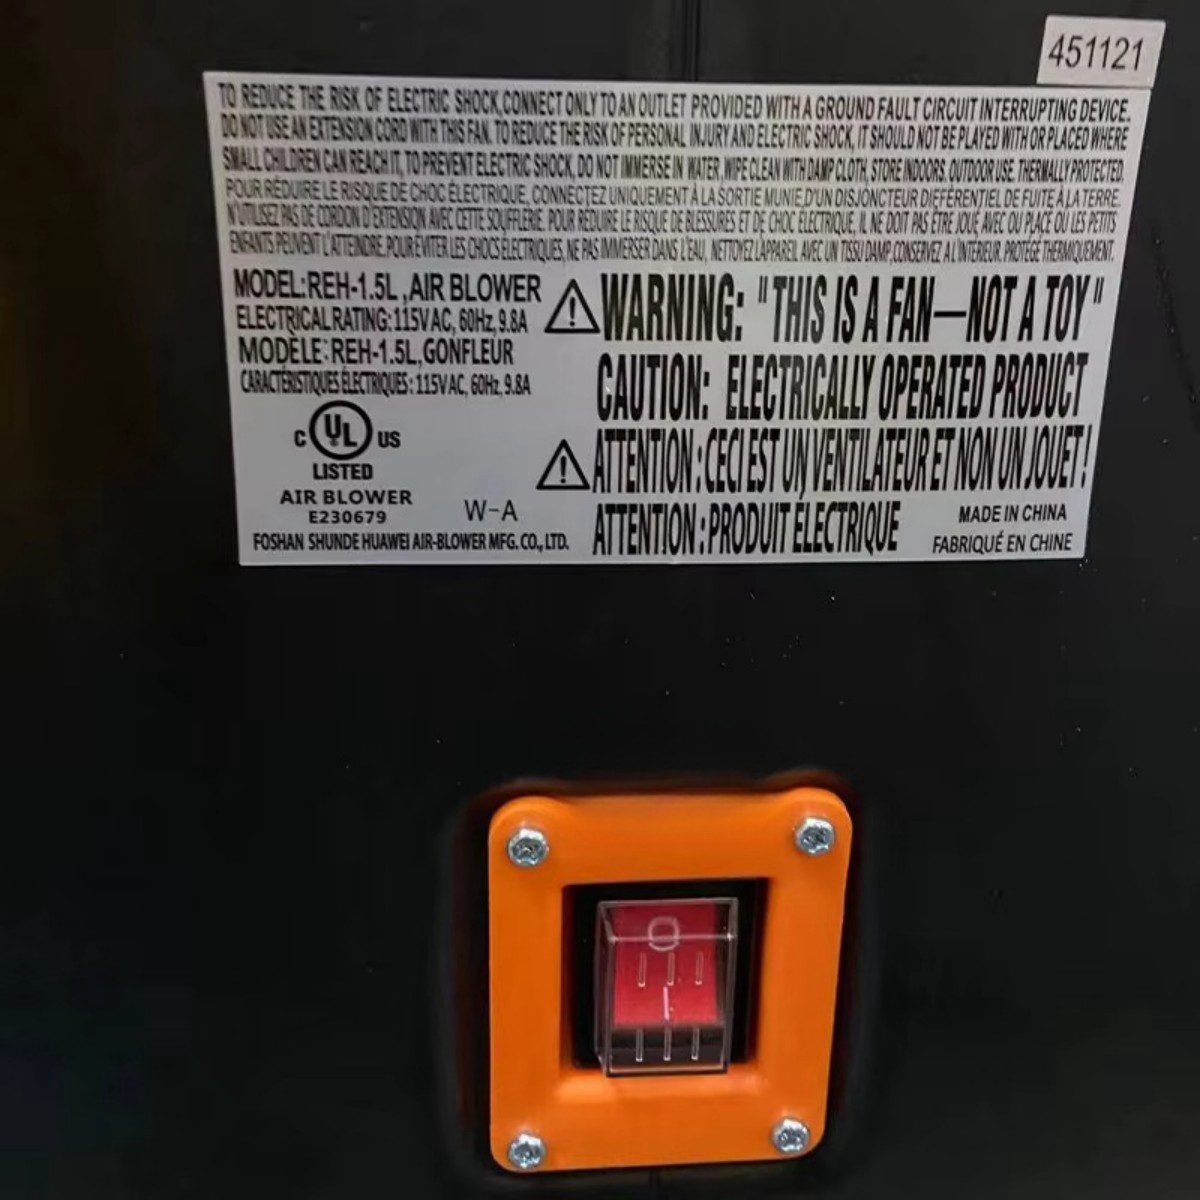 451121
TO REDUCE THE RISK OF ELECTRIC SHOCK,CONNECT ONLY TO AN OUTLET PROVIDED WITH A GROUND FAULT CIRCUIT INTERRUPTING DEVICE.
DO NOT USE AN EXTENSION CORD WITH THIS FAN. TO REDUCE THE RISK OF PERSONAL INJURY AND ELECTRIC SHOCK, IT SHOULD NOT BE PLAYED WITH OR PLACED WHERE
SMALL CHILDREN CAN REACH IT, TO PREVENT ELECTRIC SHOCK, DO NOT IMMERSE IN WATER, WIPE CLEAN WITH DAMP CLOTH, STORE INDOORS. OUTDOOR USE. THERMALLY PROTECTED.
POUR RÉDUIRE LE RISQUE DE CHOC ÉLECTRIQUE, CONNECTEZ UNIQUEMENT À LA SORTIE MUNIE,D'UN DISJONCTEUR DIFFÉRENTIEL DE FUITE À LA TERRE.
N'UTILISEZ PAS DE CORDON D'EXTENSION AVEC CETTE SOUFFLERIE. POUR RÉDUIRE LE RISQUE DE BLESSURES ET DE CHOC ÉLECTRIQUE, IL NE DOIT PAS ÊTRE JOUÉ AVEC OU PLACÉ OÙ LES PETITS
ENFANTS PEUVENT L'ATTEINDRE,POUR ÉVITER LES CHOCS ÉLECTRIQUES, NE PAS IMMERSER DANS L'EAU, NETTOYEZ L'APPAREIL AVEC UN TISSU DAMP,CONSERVEZ A L'INTÉRIEUR. PROTÉGÉ THERMIQUEMENT.
MODEL:REH-1.5L ,AIR BLOWER
ELECTRICAL RATING: 115V AC, 60Hz, 9.8A
MODÈLE:REH-1.5L,GONFLEUR
CARACTÉRISTIQUES ÉLECTRIQUES : 115V AC, 60Hz, 9.8A
C UL US
LISTED
AIR BLOWER
E230679
W-A
FOSHAN SHUNDE HUAWEI AIR-BLOWER MFG. CO., LTD.
WARNING: "THIS IS A FAN—NOT A TOY"
CAUTION: ELECTRICALLY OPERATED PRODUCT
ATTENTION : CECI EST UN VENTILATEUR ET NON UN JOUET !
ATTENTION : PRODUIT ÉLECTRIQUE
MADE IN CHINA
FABRIQUÉ EN CHINE
O
I